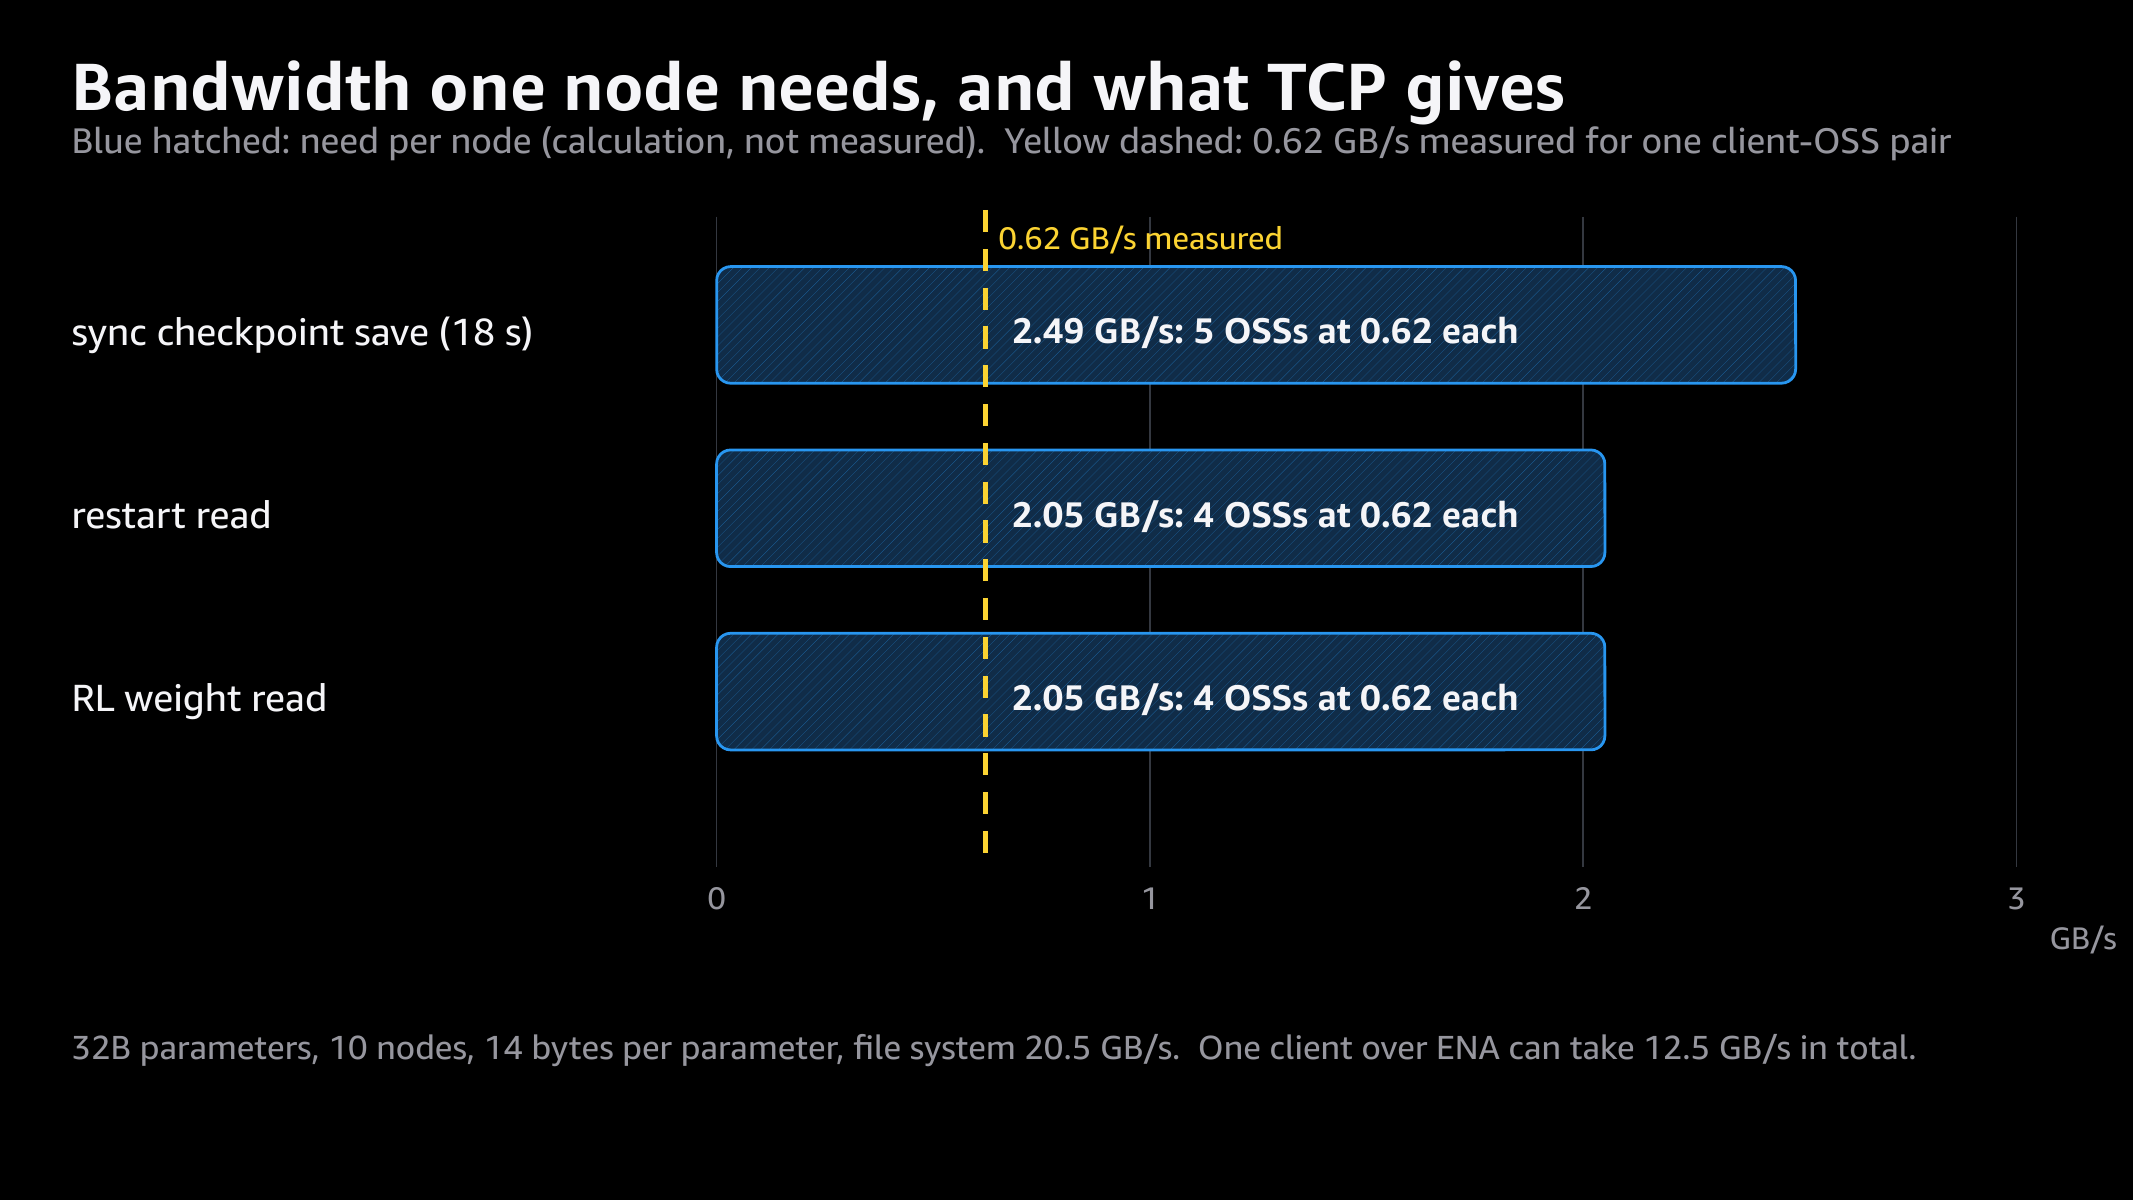 Bandwidth one node needs, and what TCP gives
Blue hatched: need per node (calculation, not measured).  Yellow dashed: 0.62 GB/s measured for one client-OSS pair
0.62 GB/s measured
sync checkpoint save (18 s)
2.49 GB/s: 5 OSSs at 0.62 each
restart read
2.05 GB/s: 4 OSSs at 0.62 each
RL weight read
2.05 GB/s: 4 OSSs at 0.62 each
0 1 2 3
GB/s
32B parameters, 10 nodes, 14 bytes per parameter, file system 20.5 GB/s.  One client over ENA can take 12.5 GB/s in total.